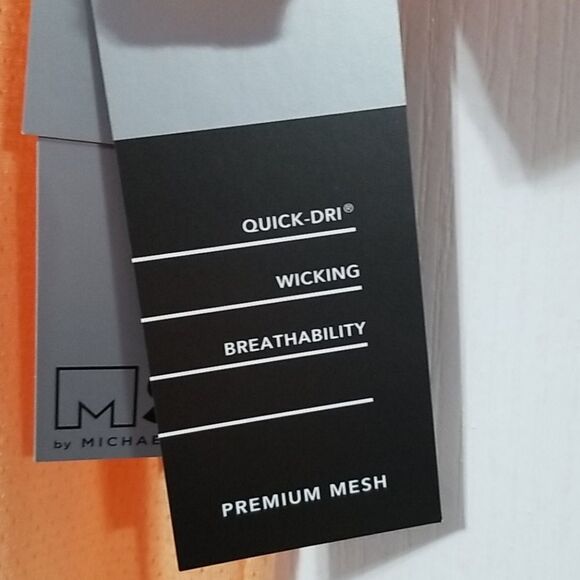 QUICK-DRI®
WICKING
BREATHABILITY
PREMIUM MESH
M
by MICHAE